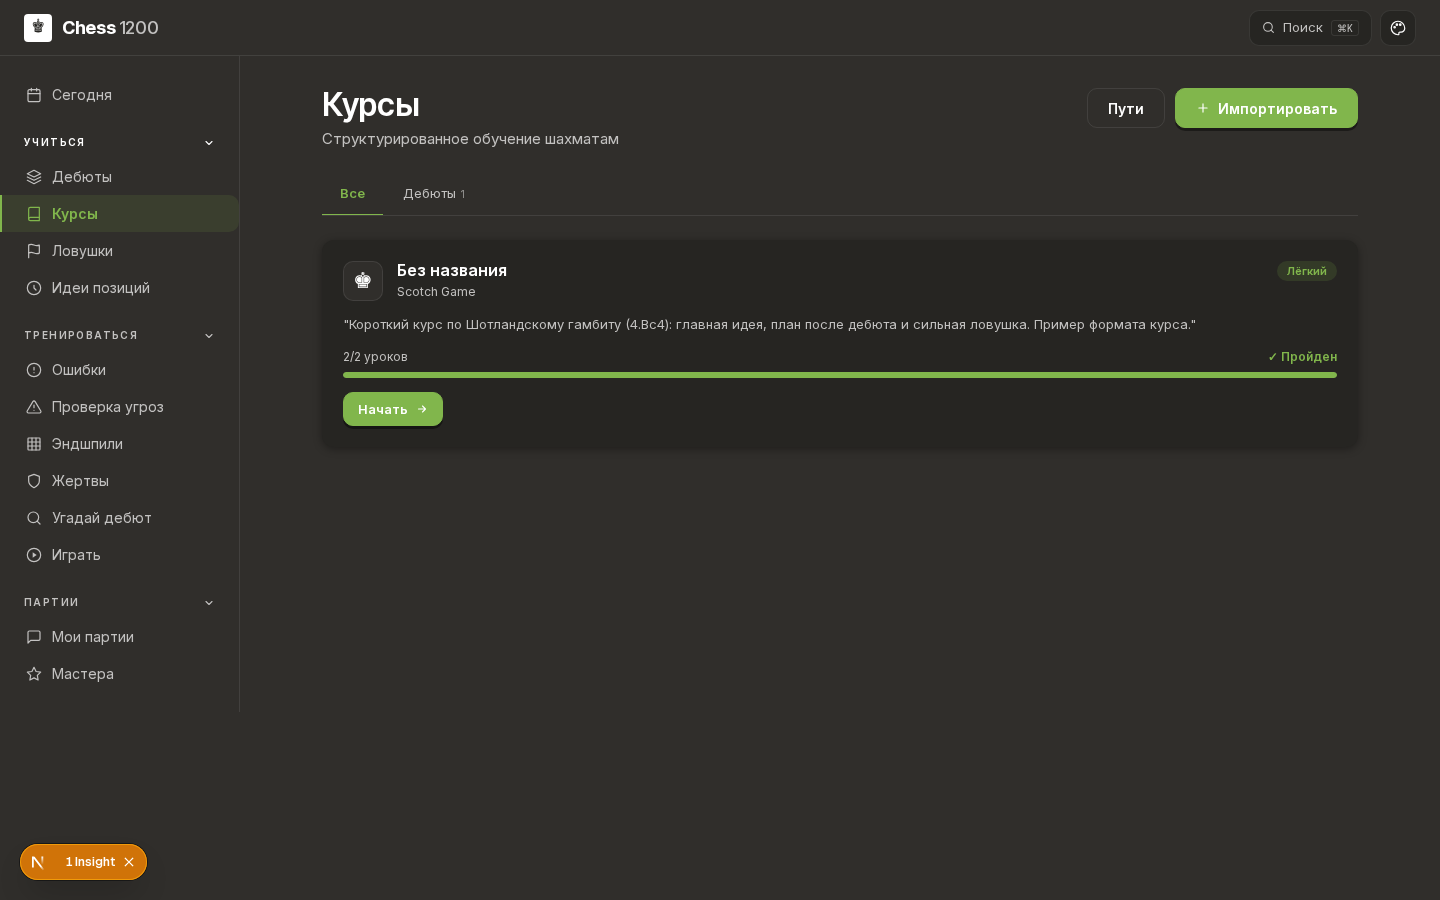 Chess 1200
Поиск ⌘K
Сегодня
УЧИТЬСЯ
Дебюты
Курсы
Ловушки
Идеи позиций
ТРЕНИРОВАТЬСЯ
Ошибки
Проверка угроз
Эндшпили
Жертвы
Угадай дебют
Играть
ПАРТИИ
Мои партии
Мастера
Курсы
Структурированное обучение шахматам
Пути
+ Импортировать
Все
Дебюты 1
Без названия
Scotch Game
Лёгкий
"Короткий курс по Шотландскому гамбиту (4.Bc4): главная идея, план после дебюта и сильная ловушка. Пример формата курса."
2/2 уроков
✓ Пройден
Начать →
N 1 Insight